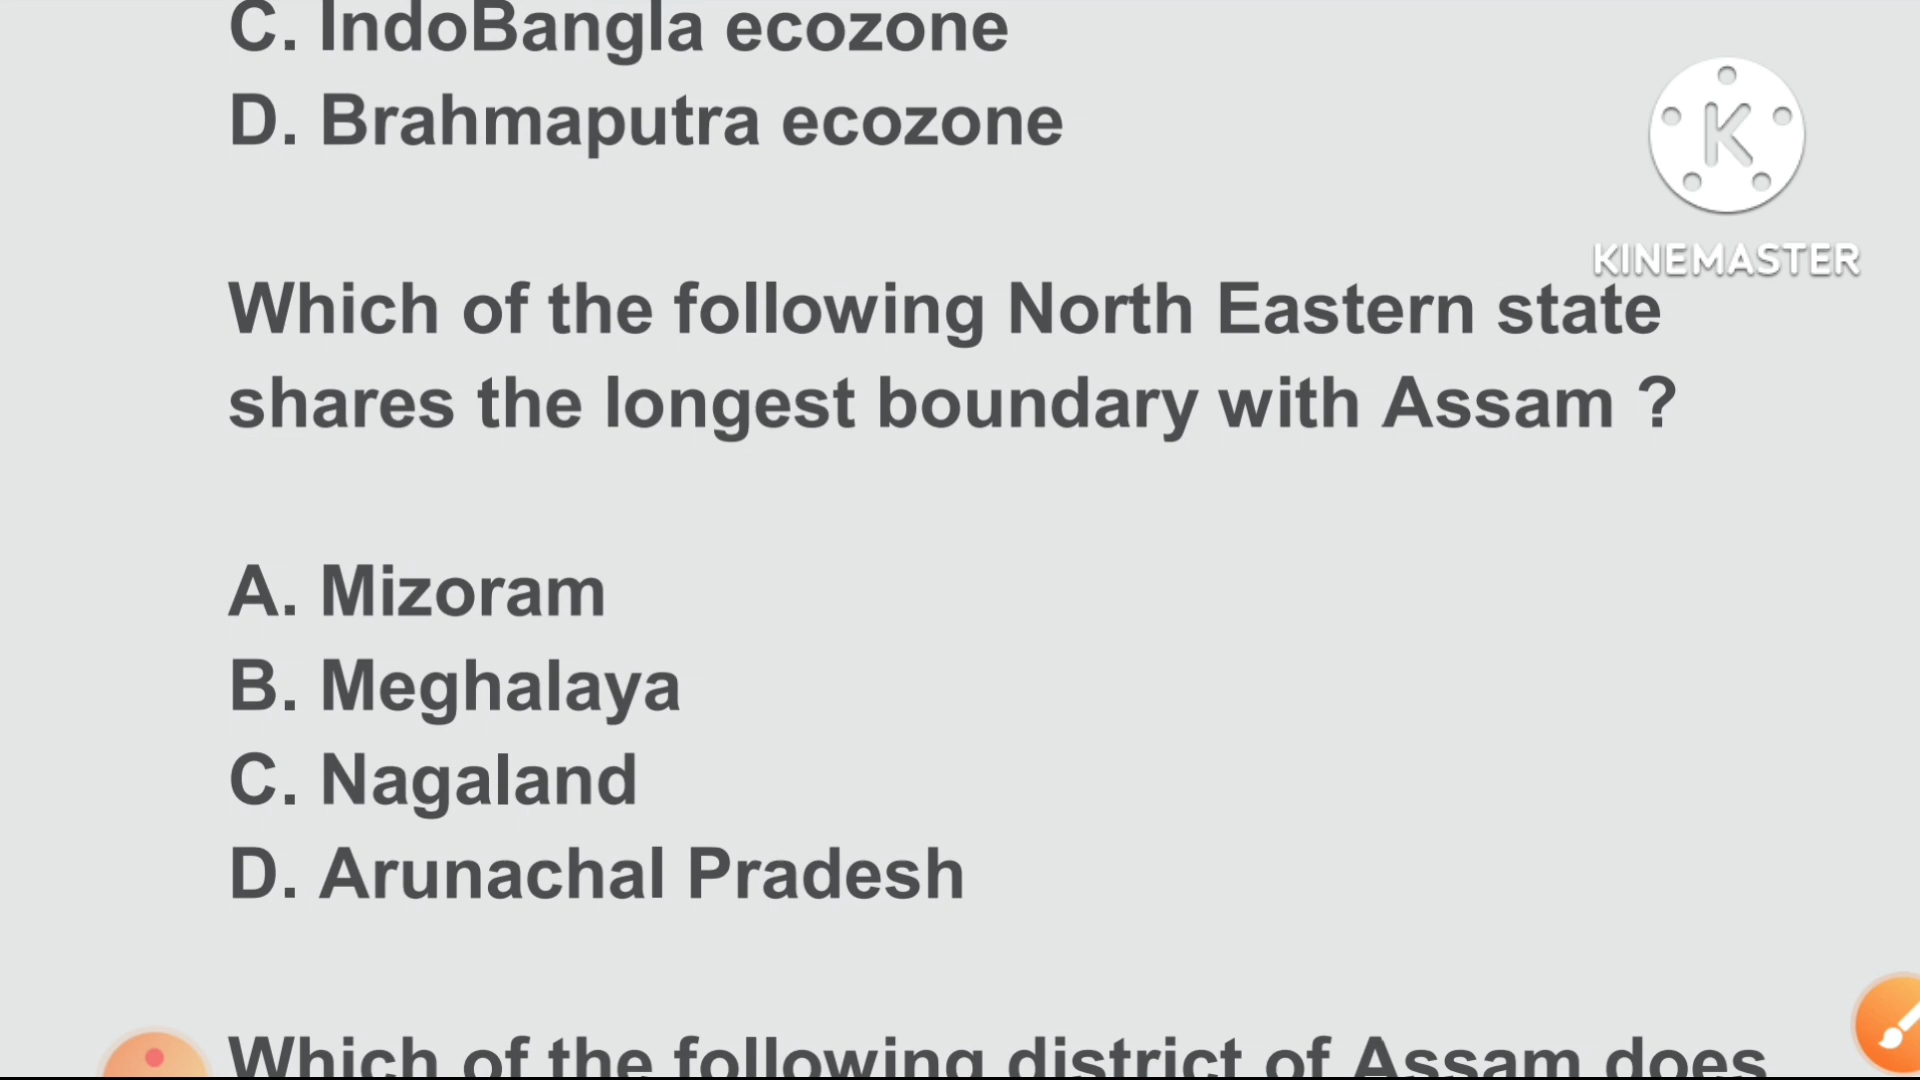 C. IndoBangla ecozone
D. Brahmaputra ecozone
KINEMASTER
Which of the following North Eastern state
shares the longest boundary with Assam ?
A. Mizoram
B. Meghalaya
C. Nagaland
D. Arunachal Pradesh
Which of the following district of Assam does